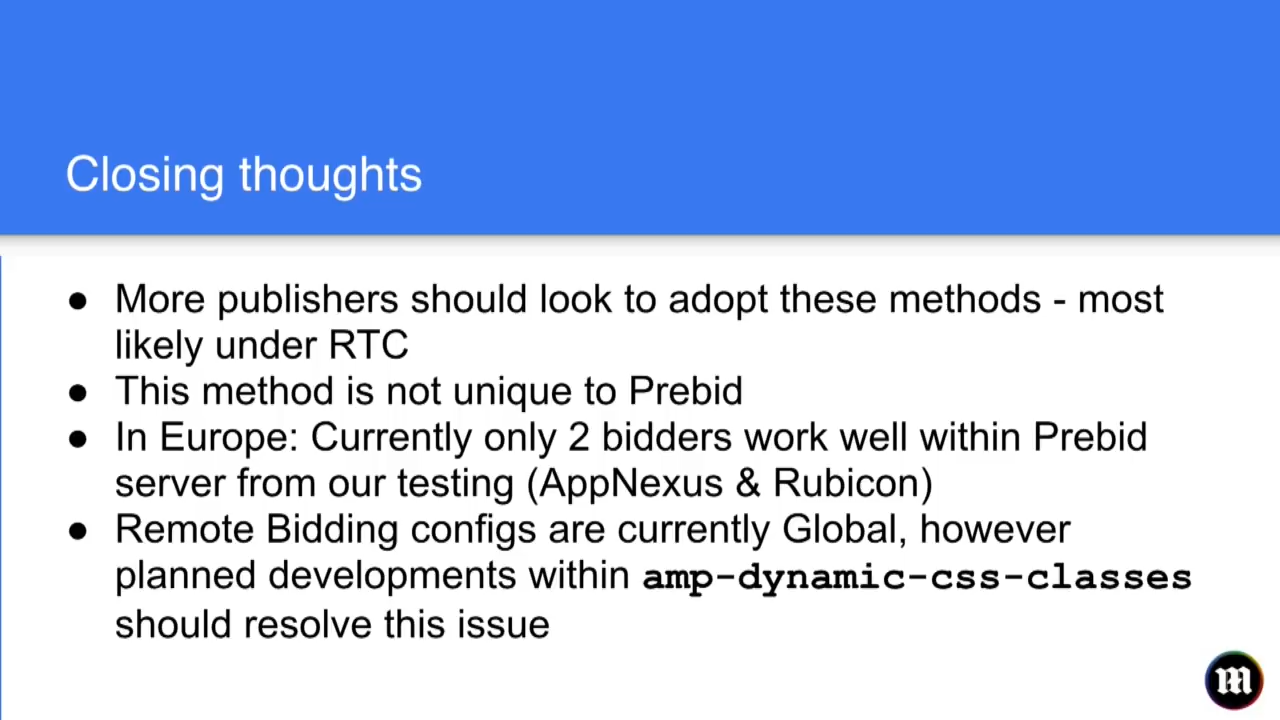 Closing thoughts
● More publishers should look to adopt these methods - most
likely under RTC
● This method is not unique to Prebid
● In Europe: Currently only 2 bidders work well within Prebid
server from our testing (AppNexus & Rubicon)
● Remote Bidding configs are currently Global, however
planned developments within amp-dynamic-css-classes
should resolve this issue
m